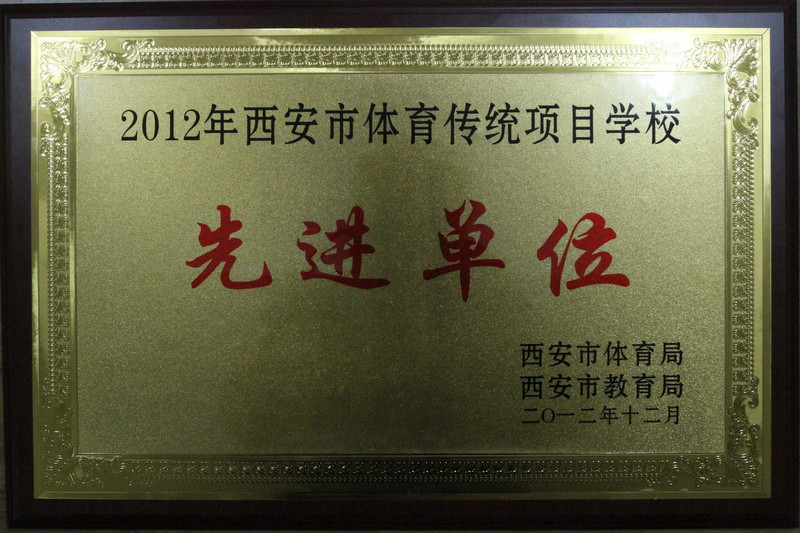 2012年西安市体育传统项目学校
先进单位
西安市体育局
西安市教育局
二〇一二年十二月